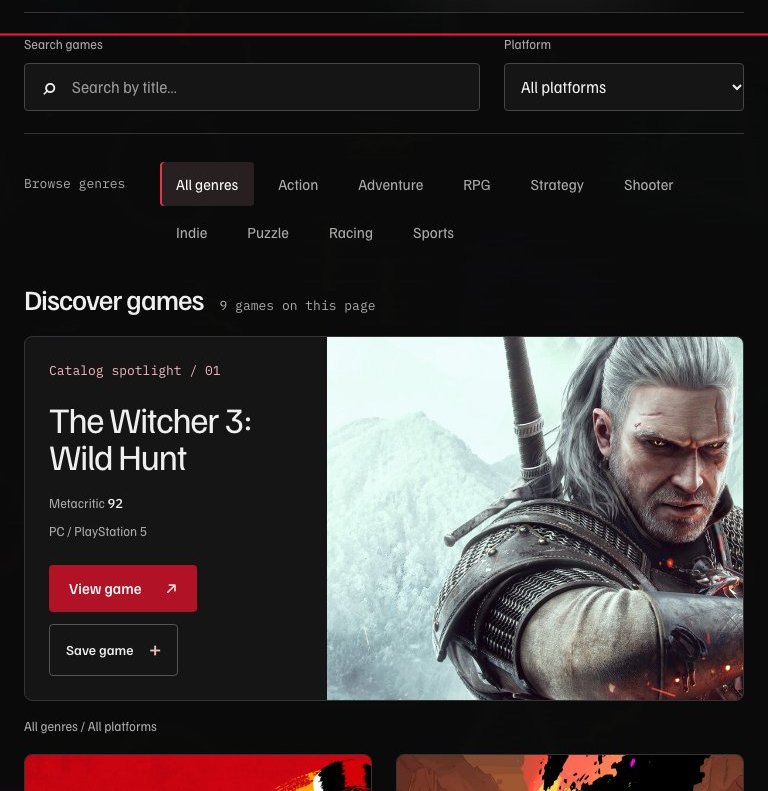 Search games
Platform
Search by title...
All platforms
Browse genres
All genres
Action
Adventure
RPG
Strategy
Shooter
Indie
Puzzle
Racing
Sports
Discover games
9 games on this page
Catalog spotlight / 01
The Witcher 3:
Wild Hunt
Metacritic 92
PC / PlayStation 5
View game
Save game
All genres / All platforms